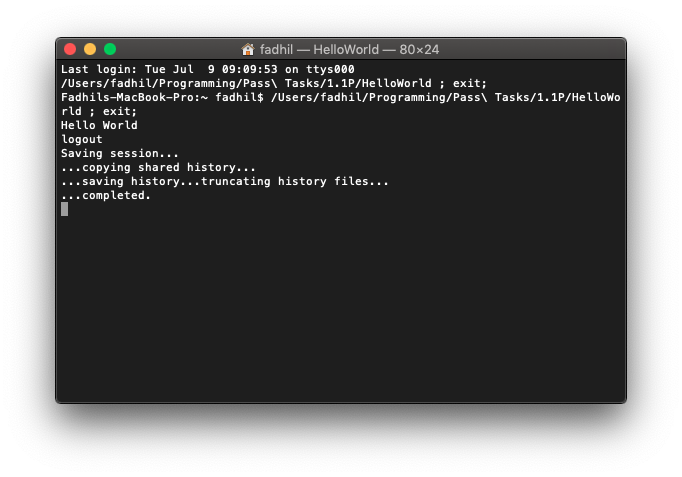 fadhil — HelloWorld — 80×24
Last login: Tue Jul  9 09:09:53 on ttys000
/Users/fadhil/Programming/Pass\ Tasks/1.1P/HelloWorld ; exit;
Fadhils-MacBook-Pro:~ fadhil$ /Users/fadhil/Programming/Pass\ Tasks/1.1P/HelloWo
rld ; exit;
Hello World
logout
Saving session...
...copying shared history...
...saving history...truncating history files...
...completed.